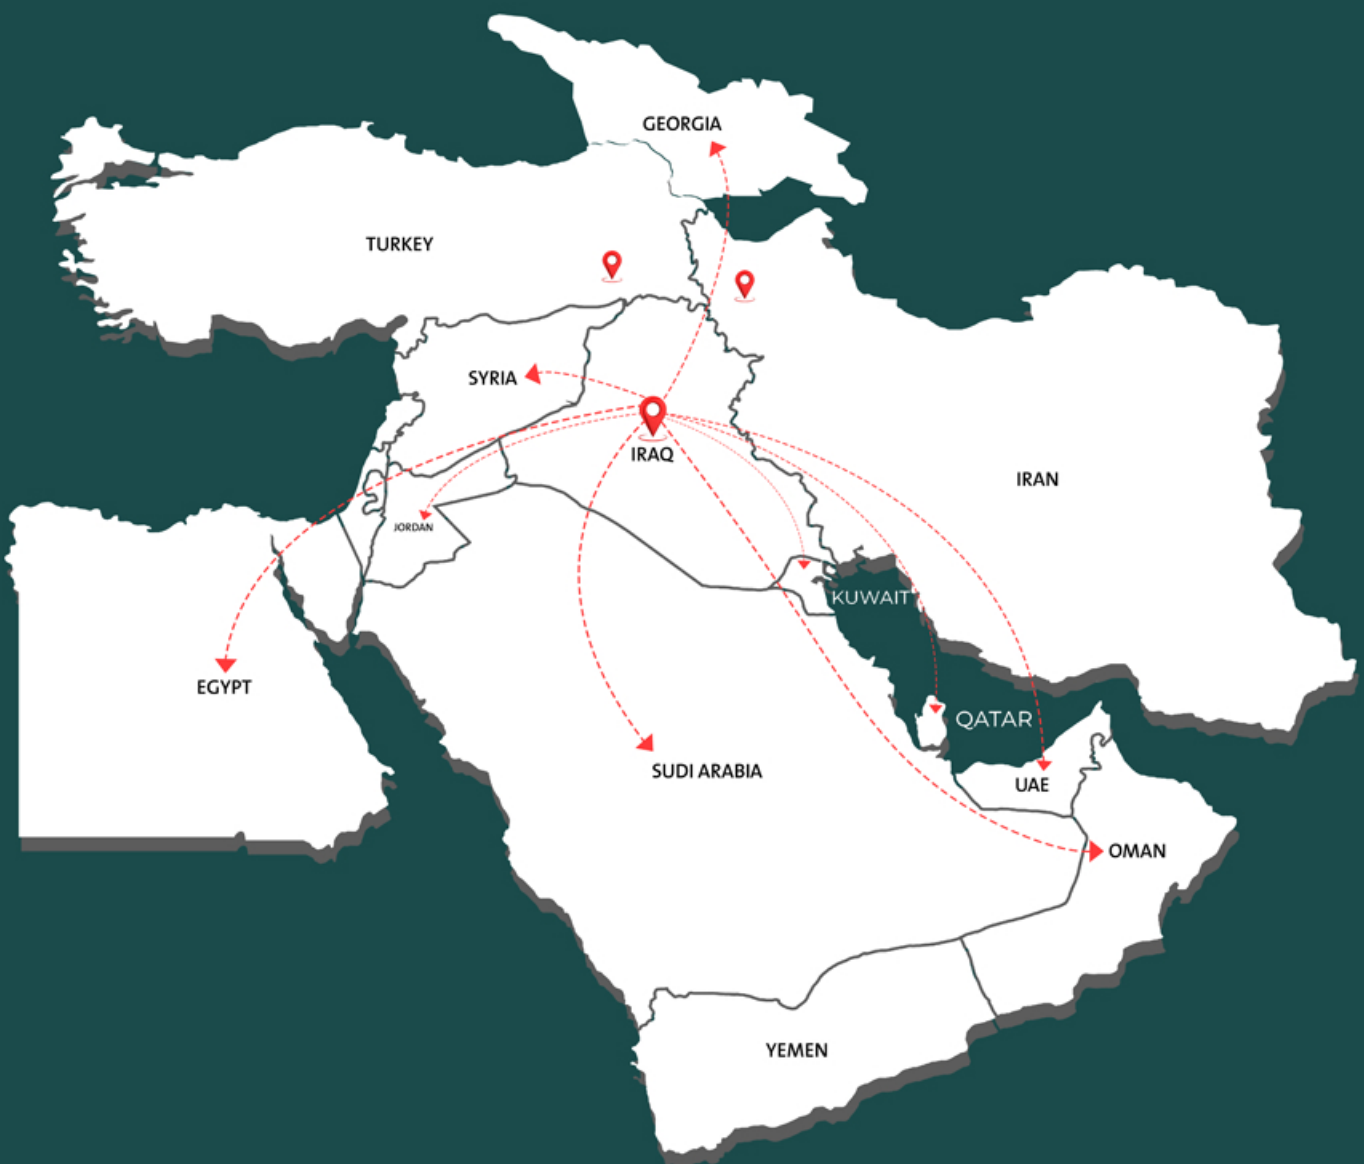 GEORGIA
TURKEY
SYRIA
IRAQ
IRAN
JORDAN
KUWAIT
EGYPT
QATAR
SUDI ARABIA
UAE
OMAN
YEMEN